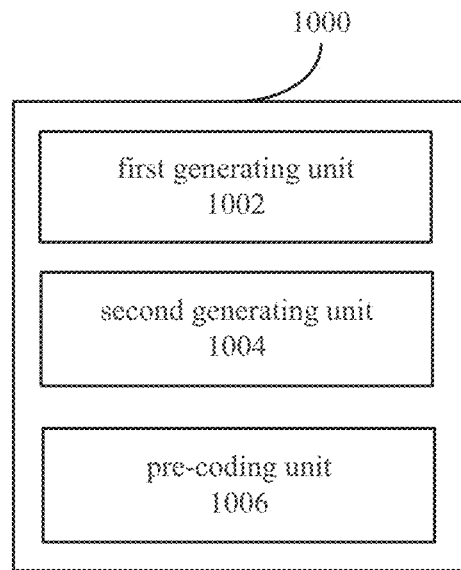 1000
first generating unit
1002
second generating unit
1004
pre-coding unit
1006